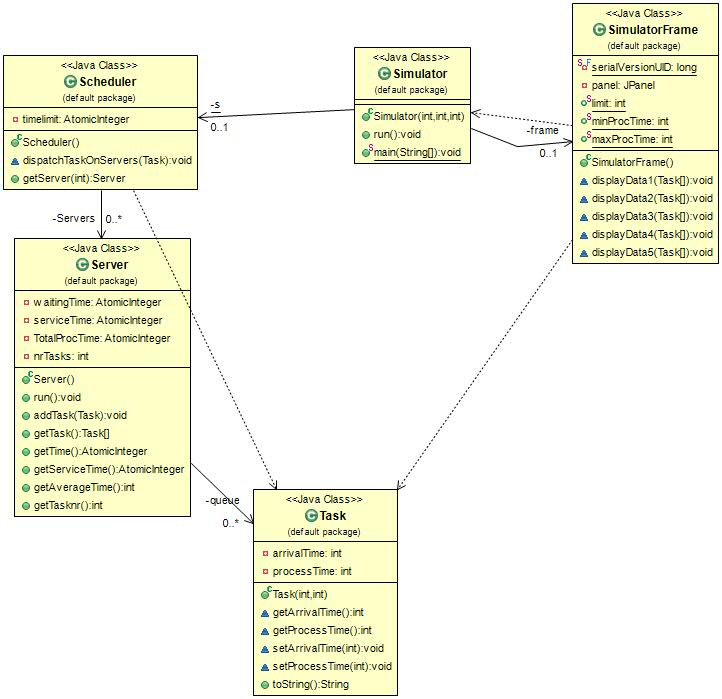 <<Java Class>>
Scheduler
(default package)
timelimit: AtomicInteger
Scheduler()
dispatchTaskOnServers(Task):void
getServer(int):Server
-s
0..1
<<Java Class>>
Simulator
(default package)
Simulator(int,int,int)
run():void
main(String[]):void
-frame
0..1
<<Java Class>>
SimulatorFrame
(default package)
serialVersionUID: long
panel: JPanel
limit: int
minProcTime: int
maxProcTime: int
SimulatorFrame()
displayData1(Task[]):void
displayData2(Task[]):void
displayData3(Task[]):void
displayData4(Task[]):void
displayData5(Task[]):void
-Servers
0..*
<<Java Class>>
Server
(default package)
waitingTime: AtomicInteger
serviceTime: AtomicInteger
TotalProcTime: AtomicInteger
nrTasks: int
Server()
run():void
addTask(Task):void
getTask():Task[]
getTime():AtomicInteger
getServiceTime():AtomicInteger
getAverageTime():int
getTasknr():int
-queue
0..*
<<Java Class>>
Task
(default package)
arrivalTime: int
processTime: int
Task(int,int)
getArrivalTime():int
getProcessTime():int
setArrivalTime(int):void
setProcessTime(int):void
toString():String